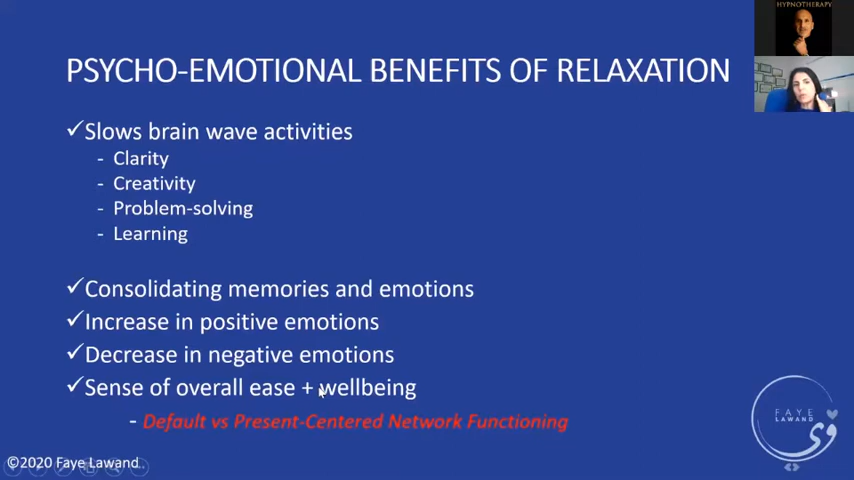 HYPNOTHERAPY
PSYCHO-EMOTIONAL BENEFITS OF RELAXATION
✓Slows brain wave activities
- Clarity
- Creativity
- Problem-solving
- Learning
✓Consolidating memories and emotions
✓Increase in positive emotions
✓Decrease in negative emotions
✓Sense of overall ease + wellbeing
- Default vs Present-Centered Network Functioning
FAYE
LAWAND
©2020 Faye Lawand